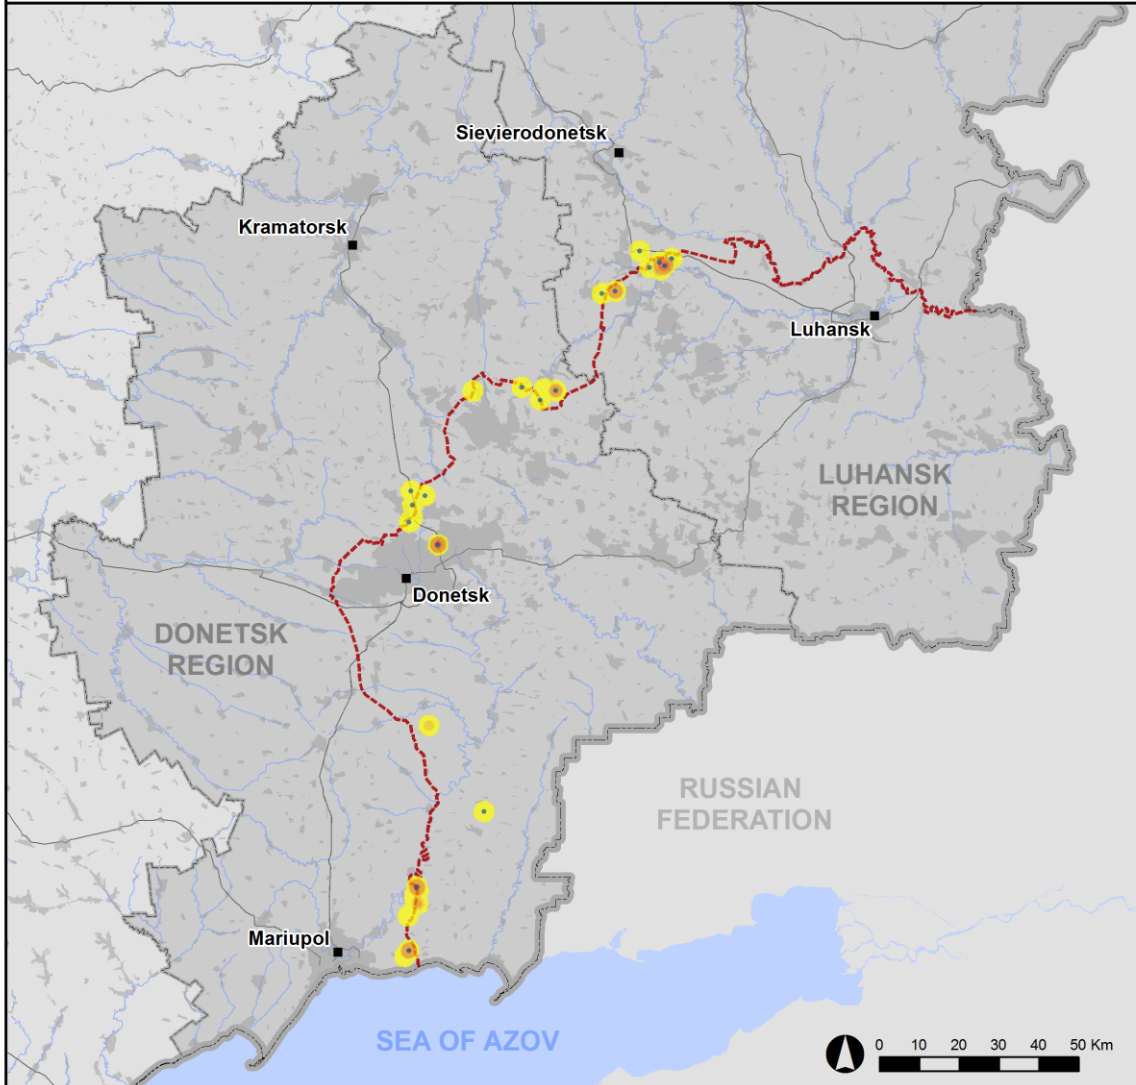 Sievierodonetsk
Kramatorsk
Luhansk
LUHANSK
REGION
Donetsk
DONETSK
REGION
RUSSIAN
FEDERATION
Mariupol
SEA OF AZOV
0 10 20 30 40 50 Km